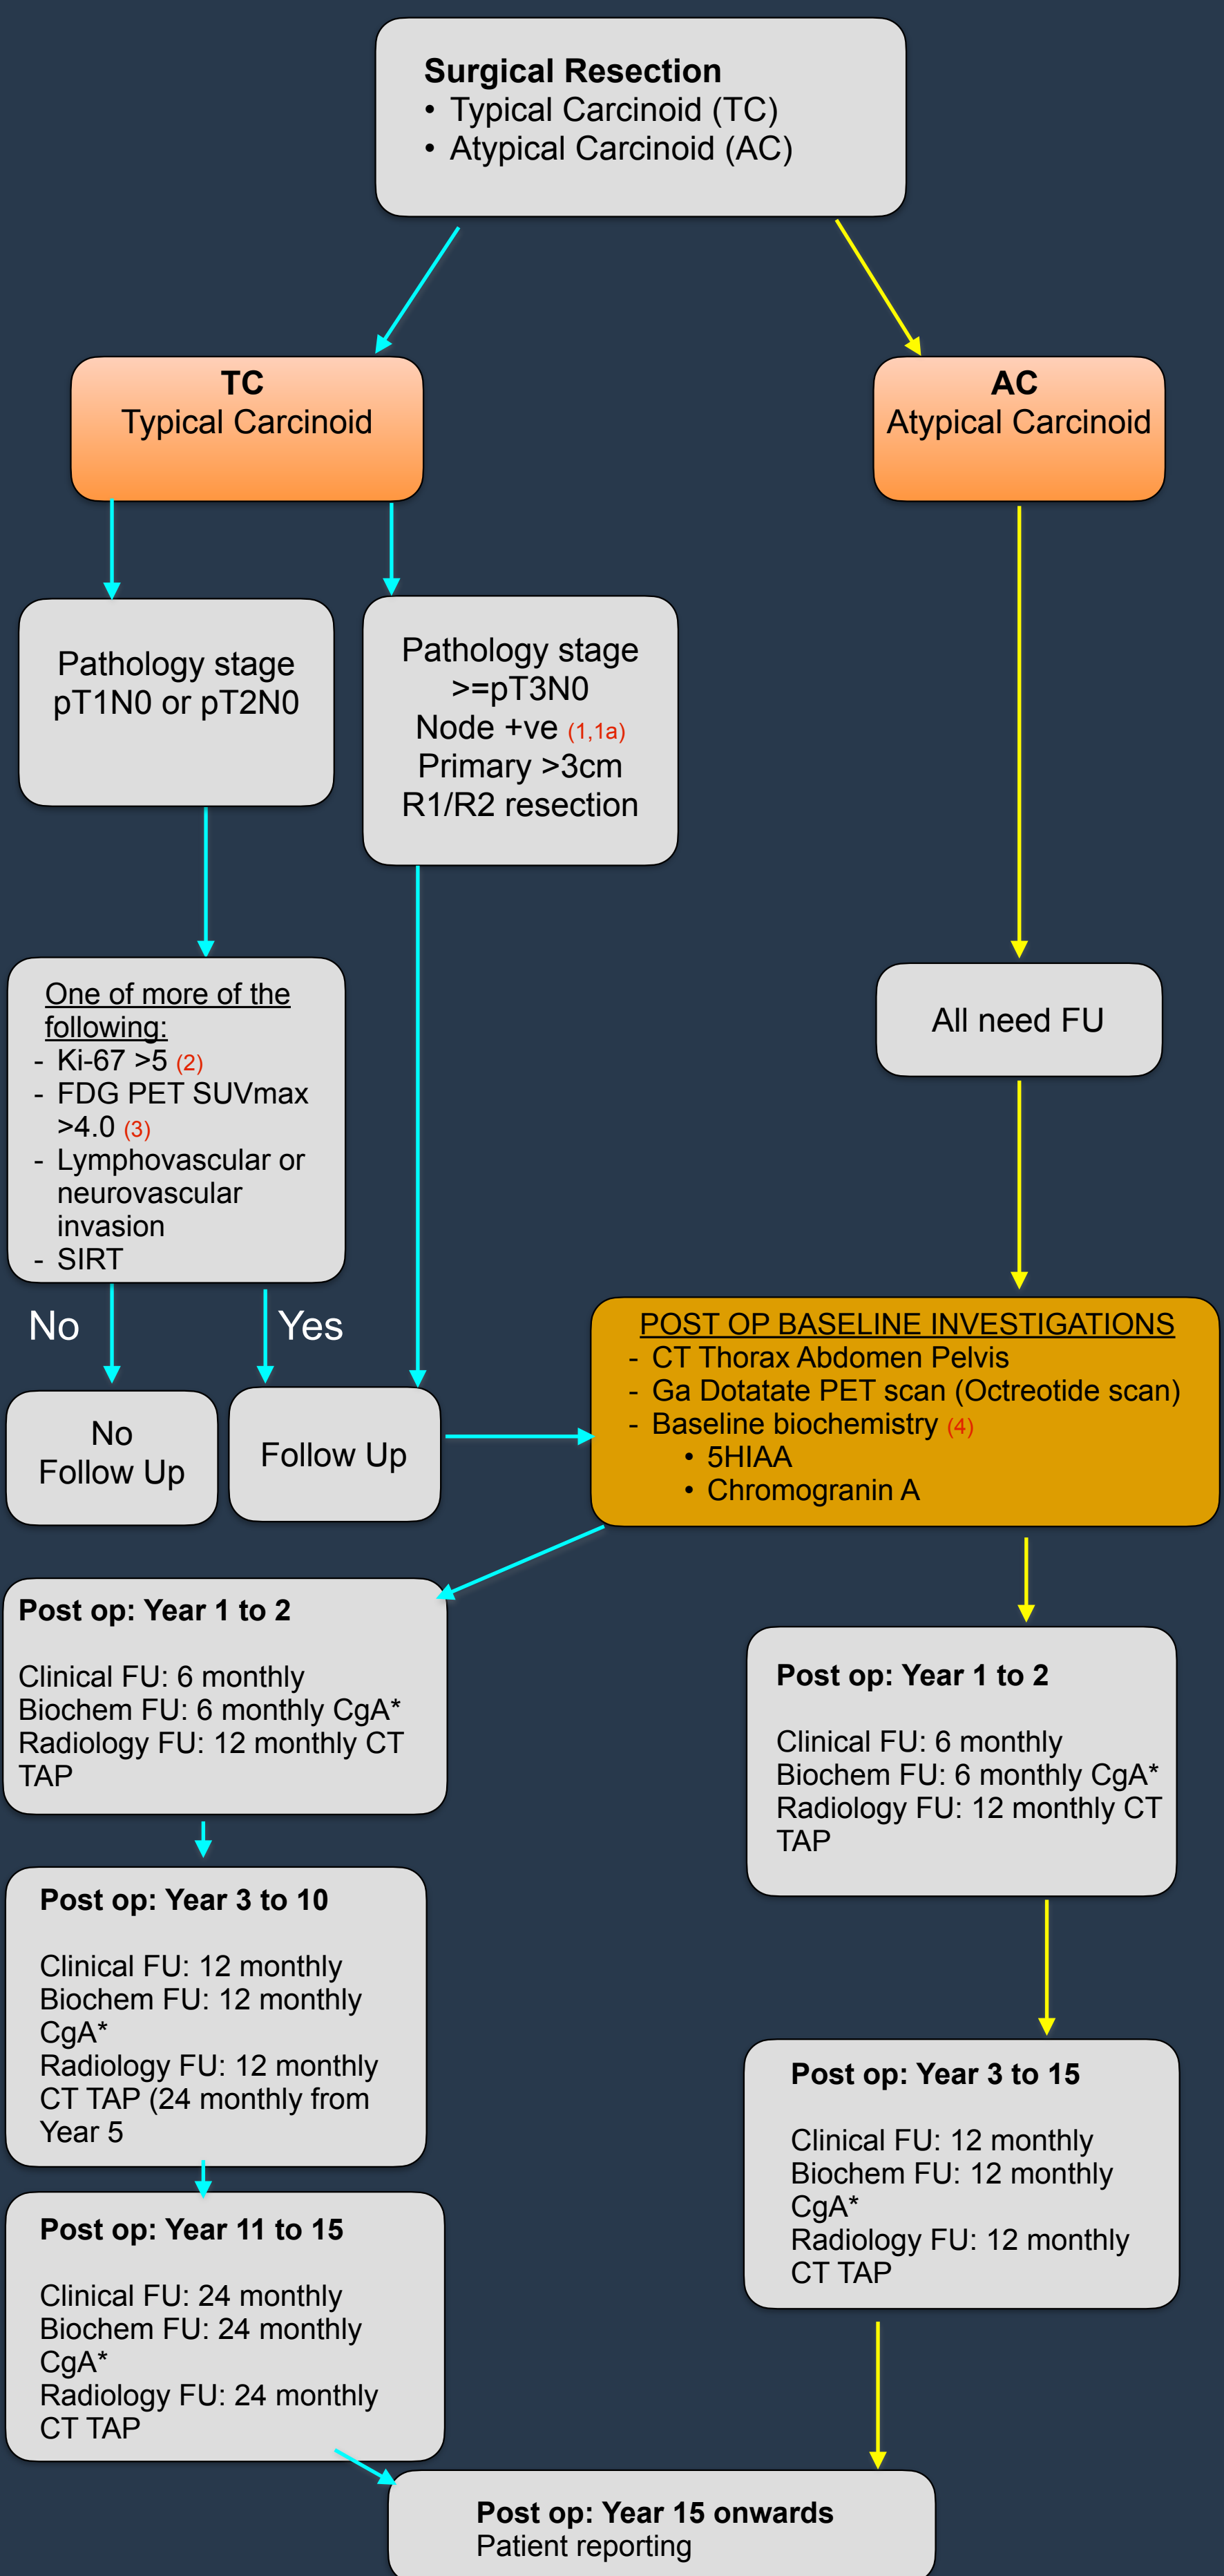 Surgical Resection
• Typical Carcinoid (TC)
• Atypical Carcinoid (AC)
TC
Typical Carcinoid
AC
Atypical Carcinoid
Pathology stage
pT1N0 or pT2N0
Pathology stage
>=pT3N0
Node +ve (1,1a)
Primary >3cm
R1/R2 resection
One of more of the
following:
- Ki-67 >5 (2)
- FDG PET SUVmax
>4.0 (3)
- Lymphovascular or
neurovascular
invasion
- SIRT
All need FU
No
Yes
No
Follow Up
Follow Up
POST OP BASELINE INVESTIGATIONS
- CT Thorax Abdomen Pelvis
- Ga Dotatate PET scan (Octreotide scan)
- Baseline biochemistry (4)
• 5HIAA
• Chromogranin A
Post op: Year 1 to 2
Clinical FU: 6 monthly
Biochem FU: 6 monthly CgA*
Radiology FU: 12 monthly CT
TAP
Post op: Year 1 to 2
Clinical FU: 6 monthly
Biochem FU: 6 monthly CgA*
Radiology FU: 12 monthly CT
TAP
Post op: Year 3 to 10
Clinical FU: 12 monthly
Biochem FU: 12 monthly
CgA*
Radiology FU: 12 monthly
CT TAP (24 monthly from
Year 5
Post op: Year 3 to 15
Clinical FU: 12 monthly
Biochem FU: 12 monthly
CgA*
Radiology FU: 12 monthly
CT TAP
Post op: Year 11 to 15
Clinical FU: 24 monthly
Biochem FU: 24 monthly
CgA*
Radiology FU: 24 monthly
CT TAP
Post op: Year 15 onwards
Patient reporting